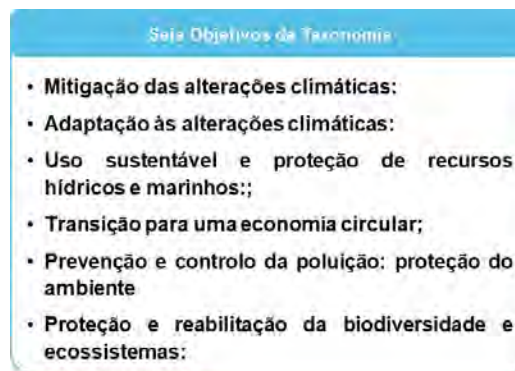 Seis Objetivos da Taxonomia
• Mitigação das alterações climáticas:
• Adaptação às alterações climáticas:
• Uso sustentável e proteção de recursos
hídricos e marinhos:;
• Transição para uma economia circular;
• Prevenção e controlo da poluição: proteção do
ambiente
• Proteção e reabilitação da biodiversidade e
ecossistemas: